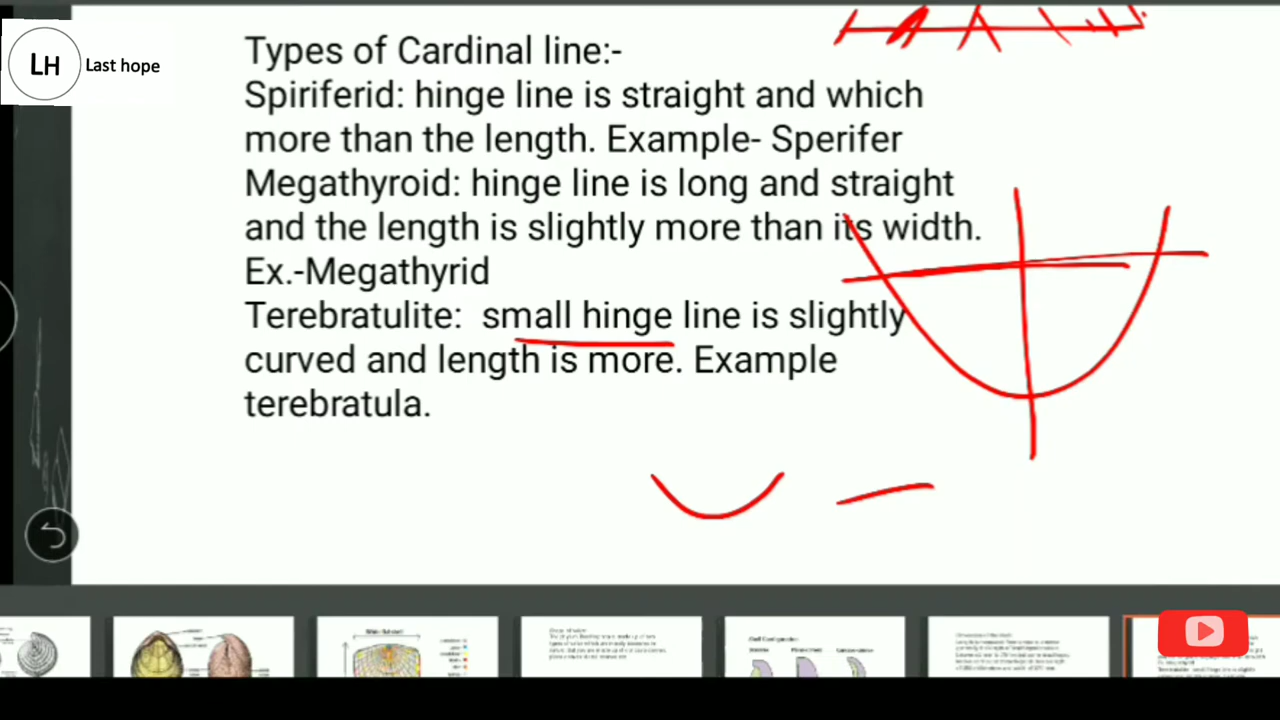 LH Last hope
Types of Cardinal line:-
Spiriferid: hinge line is straight and which
more than the length. Example- Sperifer
Megathyroid: hinge line is long and straight
and the length is slightly more than its width.
Ex.-Megathyrid
Terebratulite: small hinge line is slightly
curved and length is more. Example
terebratula.